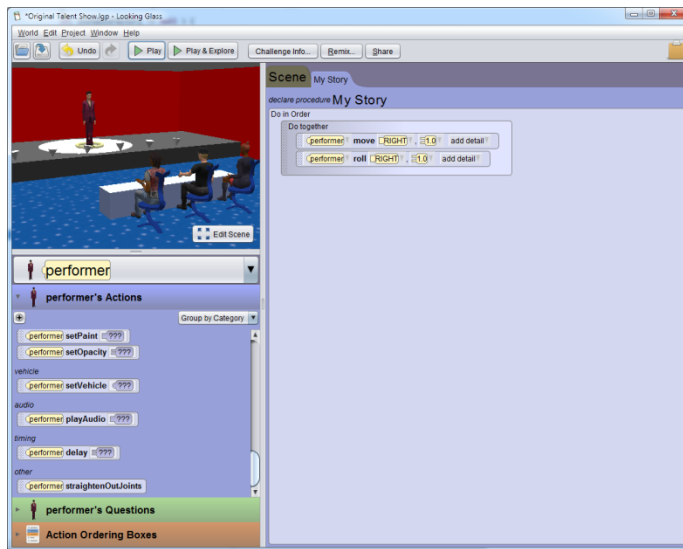 *Original Talent Show.lgp - Looking Glass
World Edit Project Window Help
Undo Play Play & Explore Challenge Info... Remix... Share
Scene My Story
declare procedure My Story
Do in Order
Do together
performer move RIGHT , 1.0 add detail
performer roll RIGHT , 1.0 add detail
Edit Scene
performer
performer's Actions
Group by Category
performer setPaint ???
performer setOpacity ???
vehicle
performer setVehicle ???
audio
performer playAudio ???
timing
performer delay ???
other
performer straightenOutJoints
performer's Questions
Action Ordering Boxes